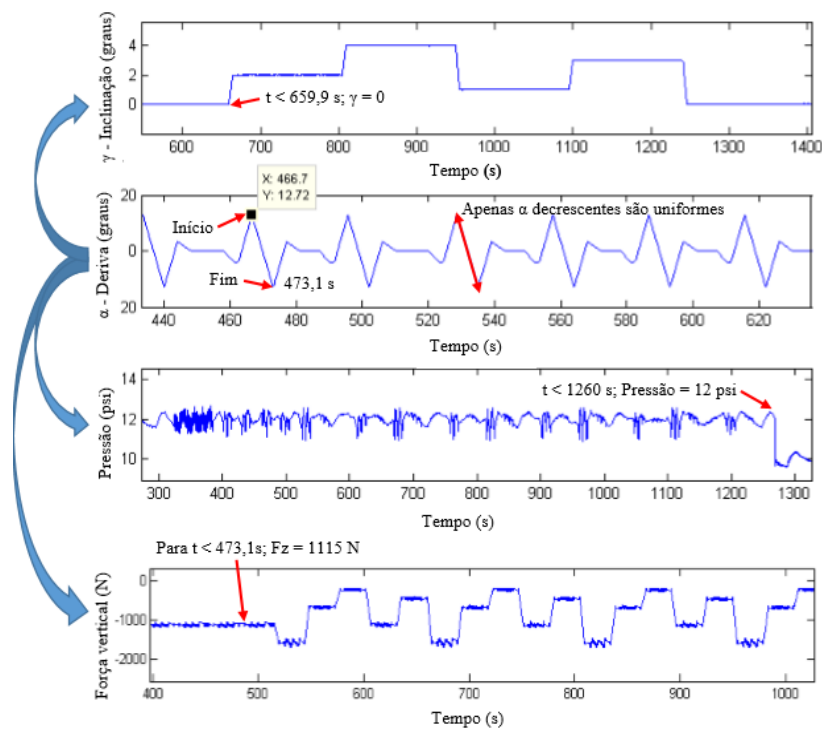 γ - Inclinação (graus)
4
2
0
t < 659,9 s; γ = 0
600 700 800 900 1000 1100 1200 1300 1400
Tempo (s)
α - Deriva (graus)
20
0
20
X: 466.7
Y: 12.72
Início
Fim
473,1 s
Apenas α decrescentes são uniformes
440 460 480 500 520 540 560 580 600 620
Tempo (s)
Pressão (psi)
14
12
10
t < 1260 s; Pressão = 12 psi
300 400 500 600 700 800 900 1000 1100 1200 1300
Tempo (s)
Para t < 473,1s; Fz = 1115 N
Força vertical (N)
0
-1000
-2000
400 500 600 700 800 900 1000
Tempo (s)